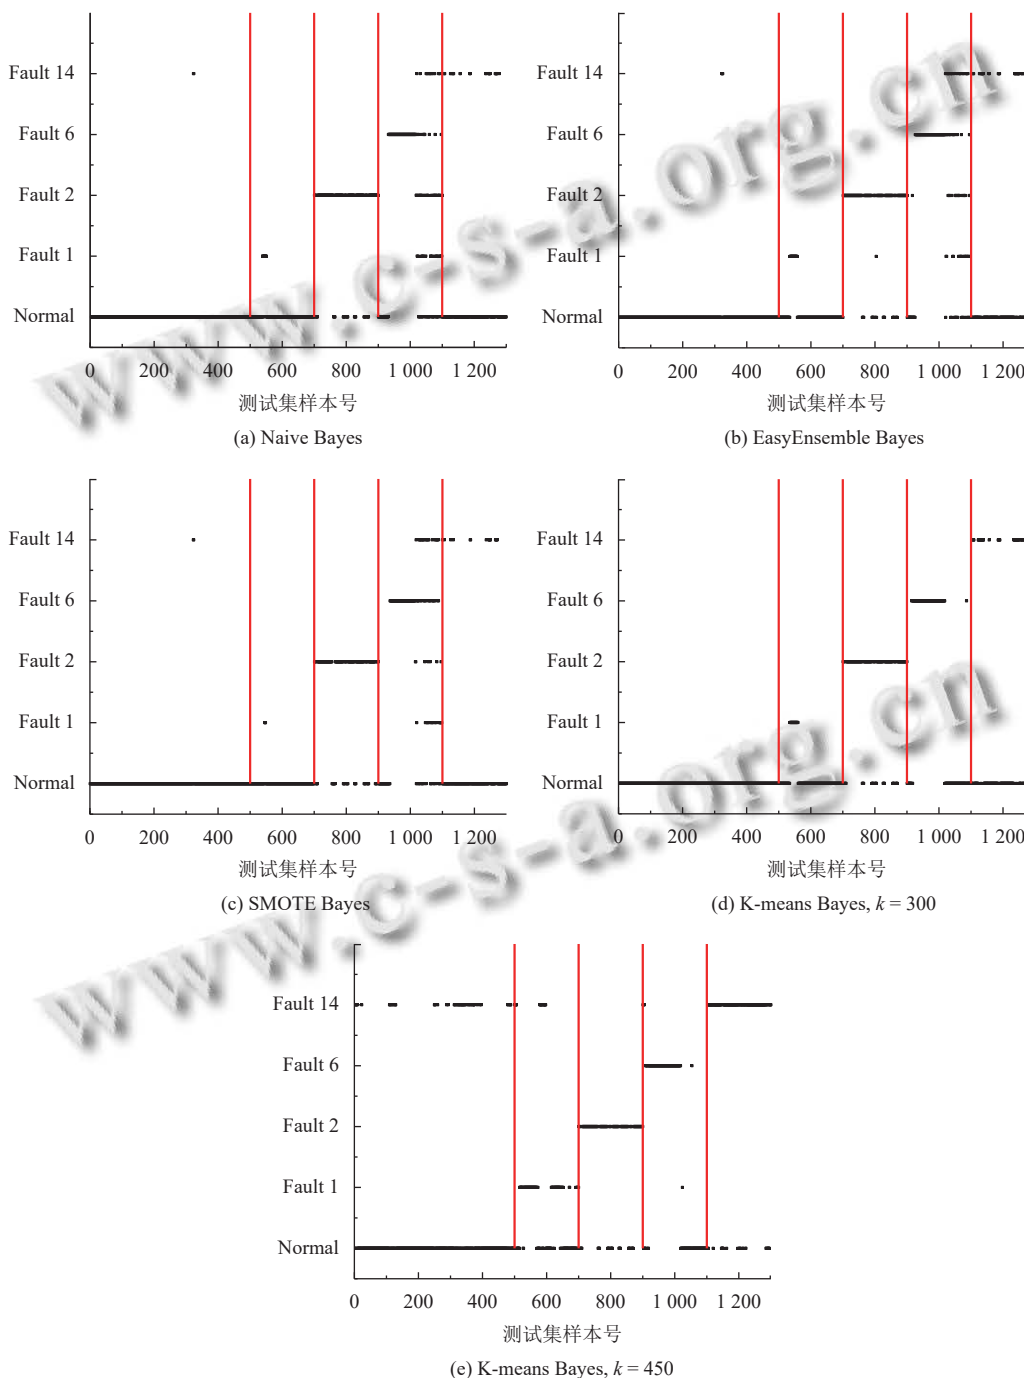 Fault 14
Fault 6
Fault 2
Fault 1
Normal
0 200 400 600 800 1 000 1 200
测试集样本号
(a) Naive Bayes
Fault 14
Fault 6
Fault 2
Fault 1
Normal
0 200 400 600 800 1 000 1 200
测试集样本号
(b) EasyEnsemble Bayes
Fault 14
Fault 6
Fault 2
Fault 1
Normal
0 200 400 600 800 1 000 1 200
测试集样本号
(c) SMOTE Bayes
Fault 14
Fault 6
Fault 2
Fault 1
Normal
0 200 400 600 800 1 000 1 200
测试集样本号
(d) K-means Bayes, k = 300
Fault 14
Fault 6
Fault 2
Fault 1
Normal
0 200 400 600 800 1 000 1 200
测试集样本号
(e) K-means Bayes, k = 450
www.c-s-a.org.cn
www.c-s-a.org.cn